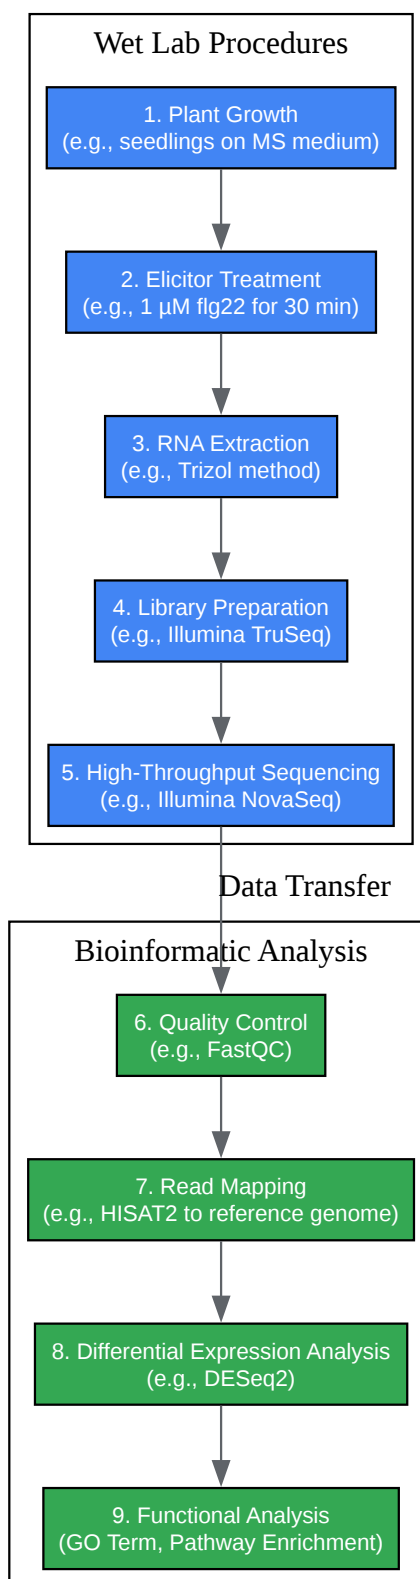 Wet Lab Procedures
1. Plant Growth
(e.g., seedlings on MS medium)
2. Elicitor Treatment
(e.g., 1 µM flg22 for 30 min)
3. RNA Extraction
(e.g., Trizol method)
4. Library Preparation
(e.g., Illumina TruSeq)
5. High-Throughput Sequencing
(e.g., Illumina NovaSeq)
Data Transfer
Bioinformatic Analysis
6. Quality Control
(e.g., FastQC)
7. Read Mapping
(e.g., HISAT2 to reference genome)
8. Differential Expression Analysis
(e.g., DESeq2)
9. Functional Analysis
(GO Term, Pathway Enrichment)